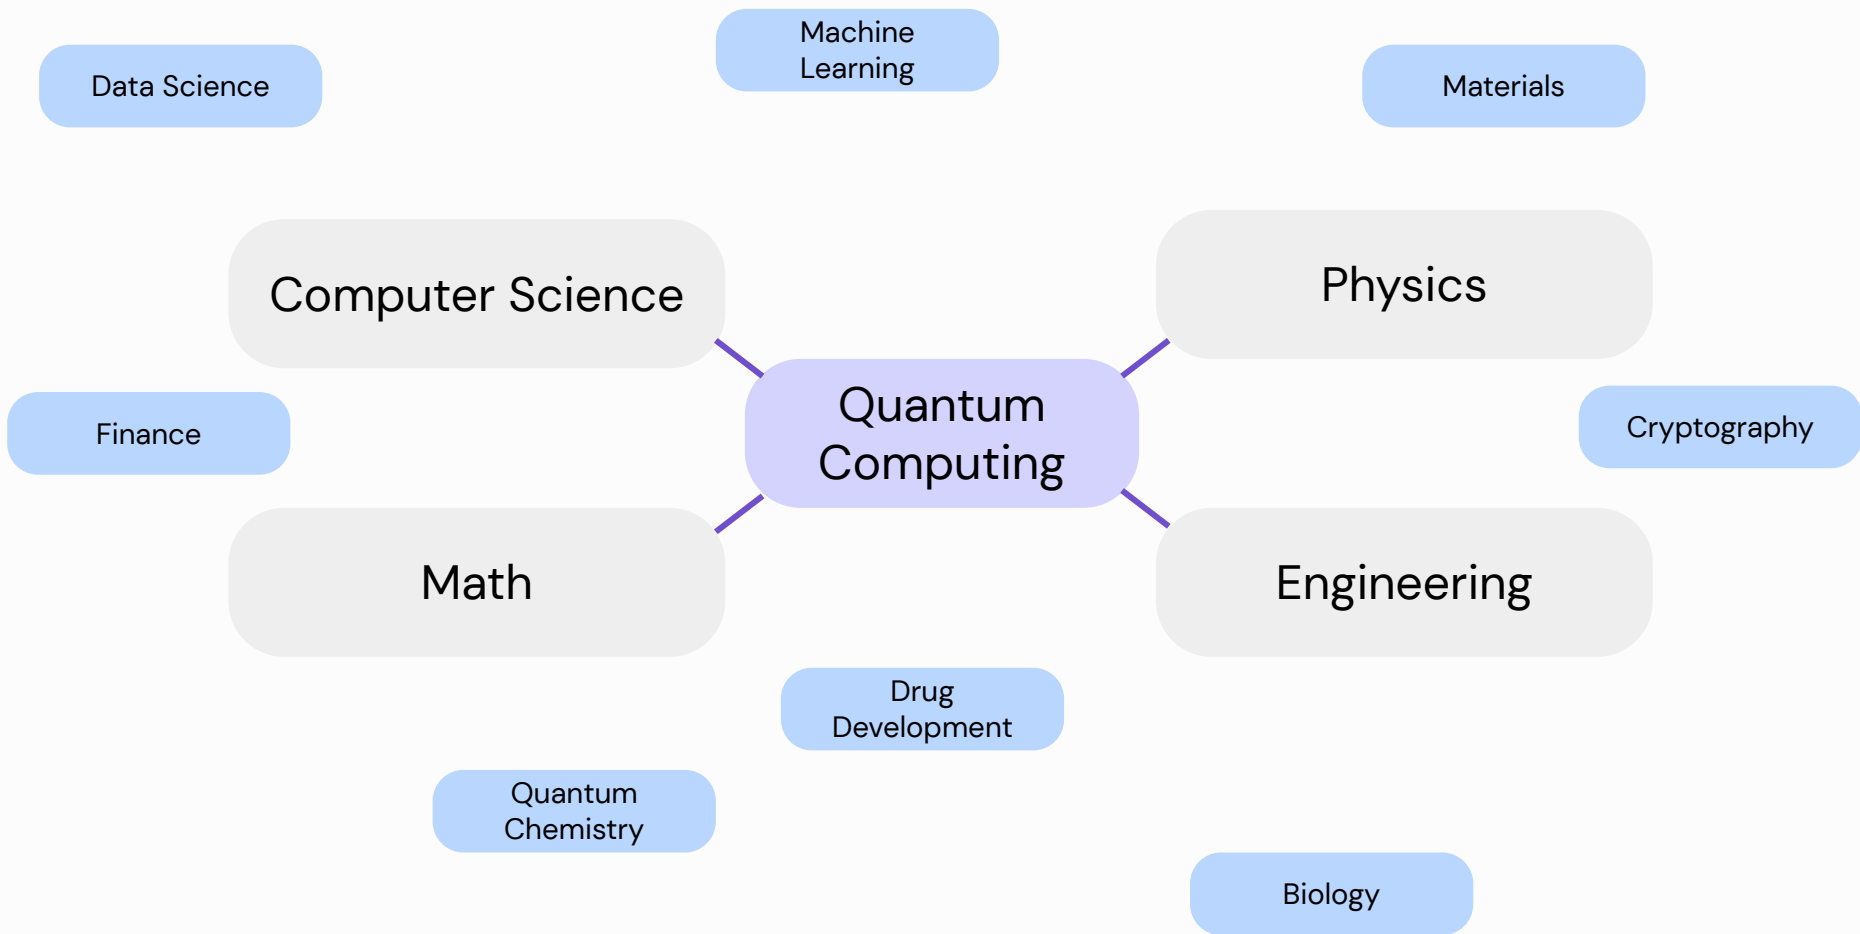 Machine
Learning
Data Science
Materials
Computer Science
Physics
Quantum
Computing
Finance
Cryptography
Math
Engineering
Drug
Development
Quantum
Chemistry
Biology